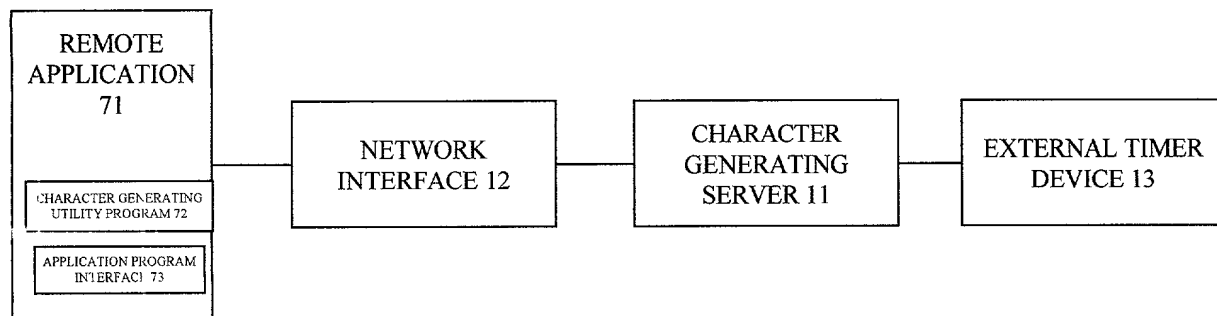 REMOTE
APPLICATION
71
CHARACTER GENERATING
UTILITY PROGRAM 72
APPLICATION PROGRAM
INTERFACE 73
NETWORK
INTERFACE 12
CHARACTER
GENERATING
SERVER 11
EXTERNAL TIMER
DEVICE 13